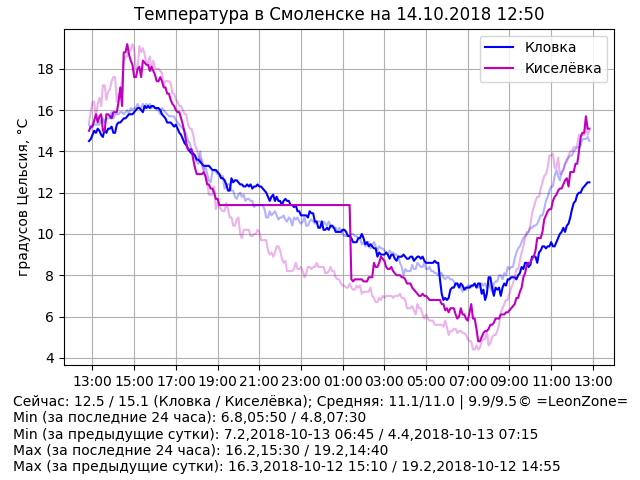 Температура в Смоленске на 14.10.2018 12:50
Кловка
Киселёвка
градусов Цельсия, °C
18
16
14
12
10
8
6
4
13:00 15:00 17:00 19:00 21:00 23:00 01:00 03:00 05:00 07:00 09:00 11:00 13:00
Сейчас: 12.5 / 15.1 (Кловка / Киселёвка); Средняя: 11.1/11.0 | 9.9/9.5© =LeonZone=
Min (за последние 24 часа): 6.8,05:50 / 4.8,07:30
Min (за предыдущие сутки): 7.2,2018-10-13 06:45 / 4.4,2018-10-13 07:15
Max (за последние 24 часа): 16.2,15:30 / 19.2,14:40
Max (за предыдущие сутки): 16.3,2018-10-12 15:10 / 19.2,2018-10-12 14:55